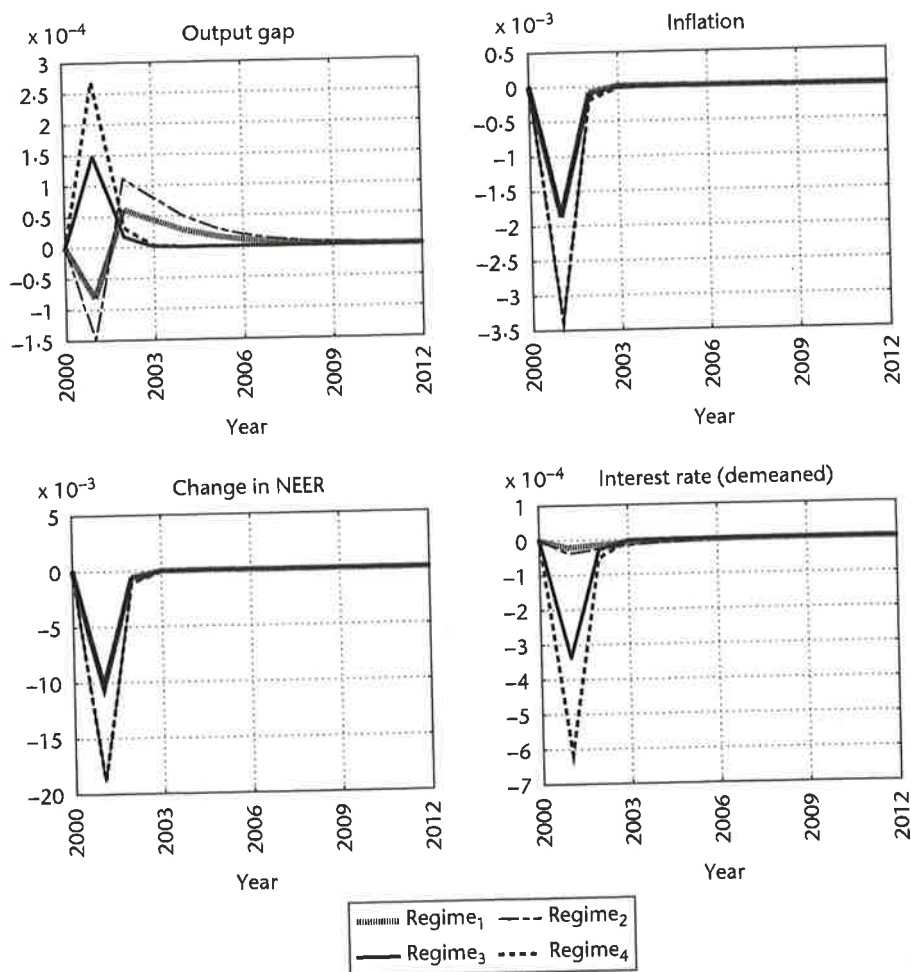 × 10⁻⁴ Output gap
3
2·5
2
1·5
1
0·5
0
−0·5
−1
−1·5
2000 2003 2006 2009 2012
Year
× 10⁻³ Inflation
0·5
0
−0·5
−1
−1·5
−2
−2·5
−3
−3·5
2000 2003 2006 2009 2012
Year
× 10⁻³ Change in NEER
5
0
−5
−10
−15
−20
2000 2003 2006 2009 2012
Year
× 10⁻⁴ Interest rate (demeaned)
1
0
−1
−2
−3
−4
−5
−6
−7
2000 2003 2006 2009 2012
Year
Regime₁ Regime₂
Regime₃ Regime₄